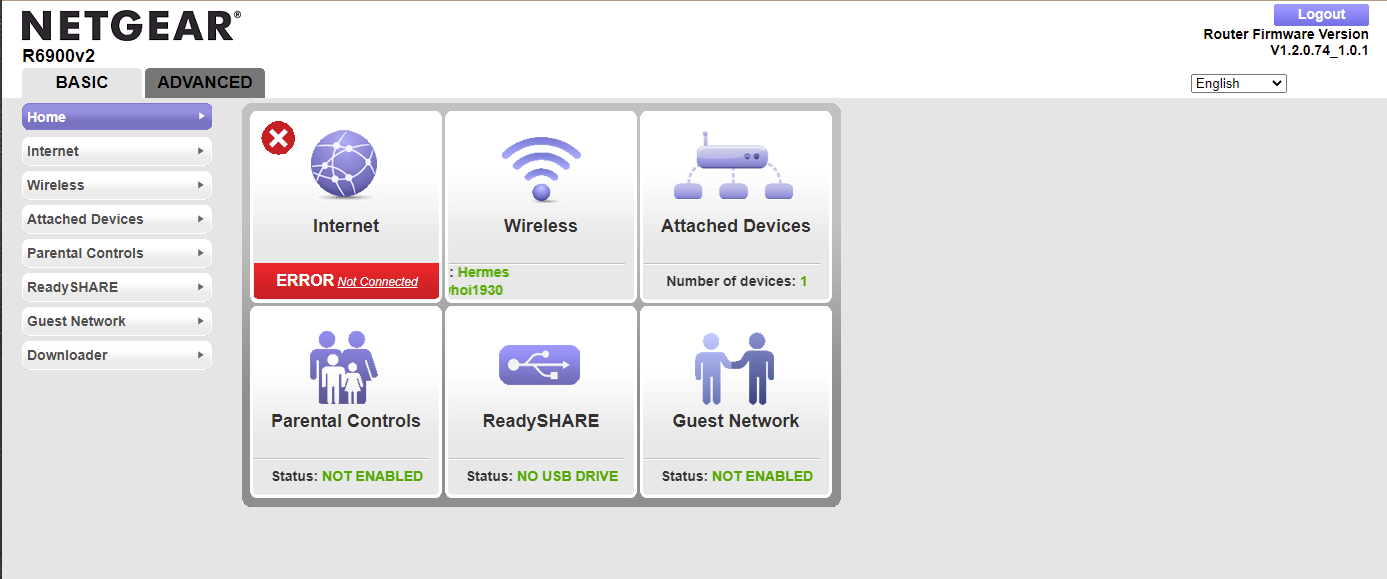 NETGEAR®
R6900v2
Logout
Router Firmware Version
V1.2.0.74_1.0.1
BASIC
ADVANCED
English
Home
Internet
Wireless
Attached Devices
Parental Controls
ReadySHARE
Guest Network
Downloader
Internet
ERROR Not Connected
Wireless
: Hermes
hoi1930
Attached Devices
Number of devices: 1
Parental Controls
Status: NOT ENABLED
ReadySHARE
Status: NO USB DRIVE
Guest Network
Status: NOT ENABLED